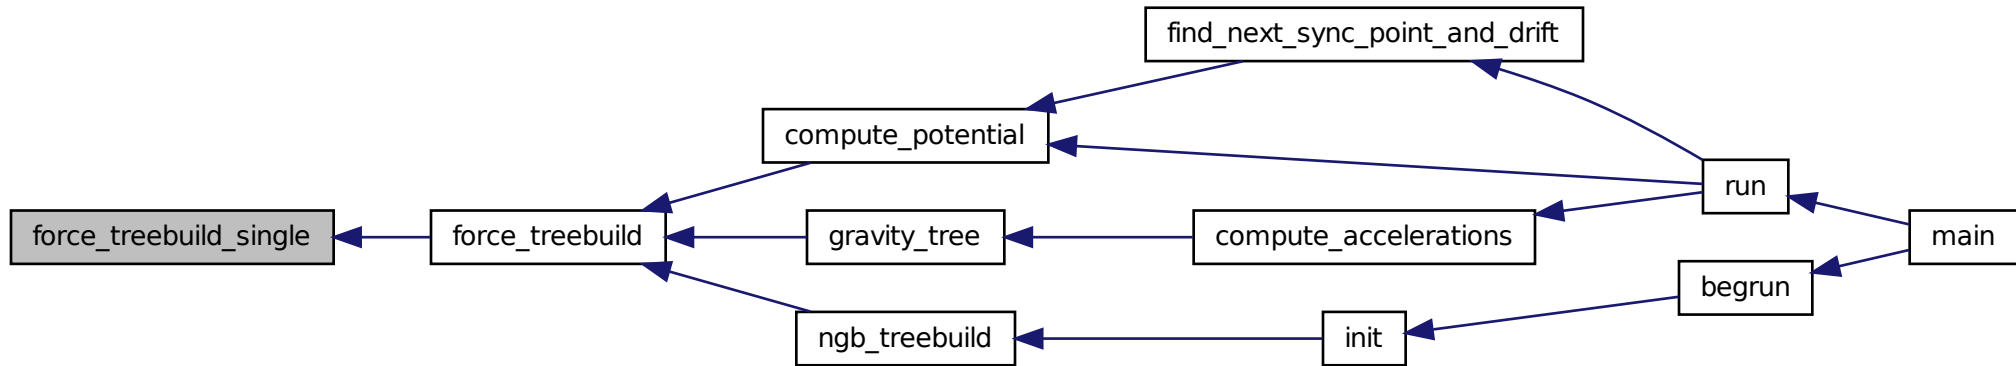 find_next_sync_point_and_drift
compute_potential
run
force_treebuild_single
force_treebuild
gravity_tree
compute_accelerations
main
begrun
ngb_treebuild
init